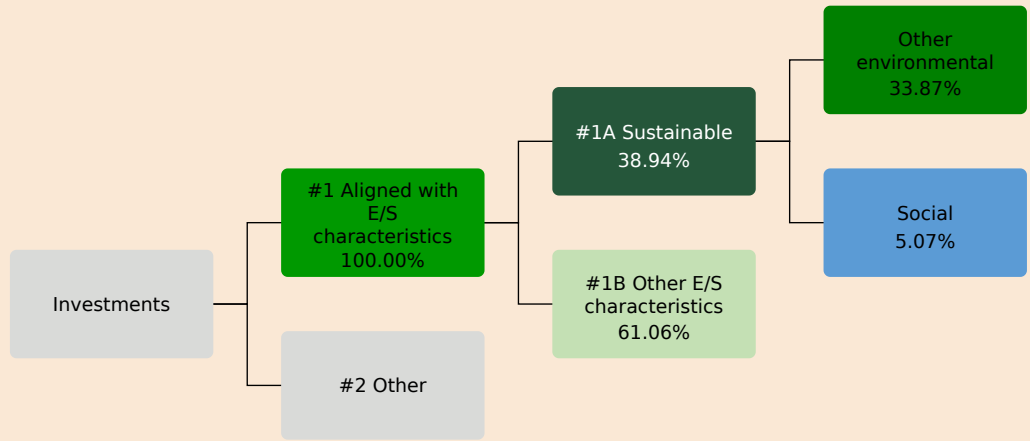 Investments
#1 Aligned with
E/S
characteristics
100.00%
#2 Other
#1A Sustainable
38.94%
#1B Other E/S
characteristics
61.06%
Other
environmental
33.87%
Social
5.07%